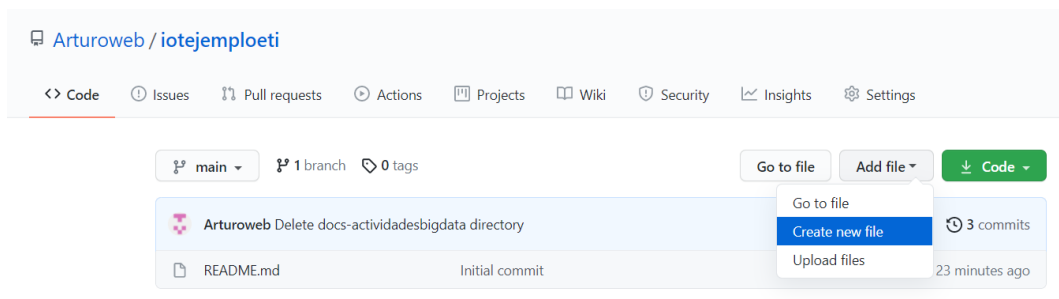 Arturoweb / iotejemploeti
Code Issues Pull requests Actions Projects Wiki Security Insights Settings
main 1 branch 0 tags Go to file Add file Code
Go to file
Arturoweb Delete docs-actividadesbigdata directory Create new file 3 commits
Upload files
README.md Initial commit 23 minutes ago